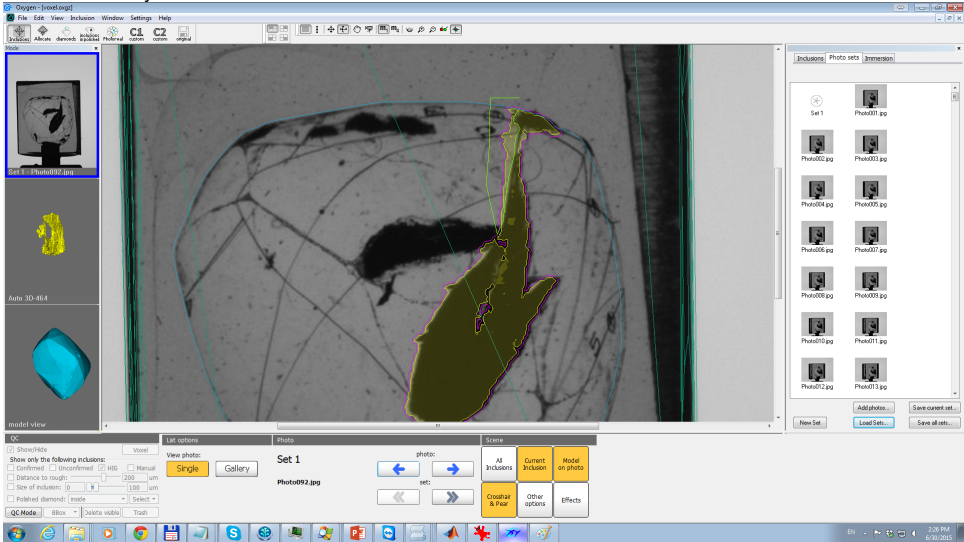 Oxygen - [voxel.oxgz]
File Edit View Inclusion Window Settings Help
Inclusions Allocate diamonds inclusions in polished Photoreal C1 custom C2 custom original
Mode
Set 1 - Photo092.jpg
Auto 3D-464
model view
Inclusions Photo sets Immersion
Set 1 Photo001.jpg
Photo002.jpg Photo003.jpg
Photo004.jpg Photo005.jpg
Photo006.jpg Photo007.jpg
Photo008.jpg Photo009.jpg
Photo010.jpg Photo011.jpg
Photo012.jpg Photo013.jpg
Add photos... Save current set...
New Set Load Sets... Save all sets...
QC
Show/Hide Voxel
Show only the following inclusions:
Confirmed Unconfirmed HIG Manual
Distance to rough: 200 um
Size of inclusion: 0 100 um
Polished diamond: inside Select
QC Mode BBox Delete visible Trash
List options
View photo:
Single Gallery
Photo
Set 1
Photo092.jpg
photo:
set:
Scene
All Inclusions Current Inclusion Model on photo
Crosshair & Pear Other options Effects
EN
2:26 PM
6/30/2015